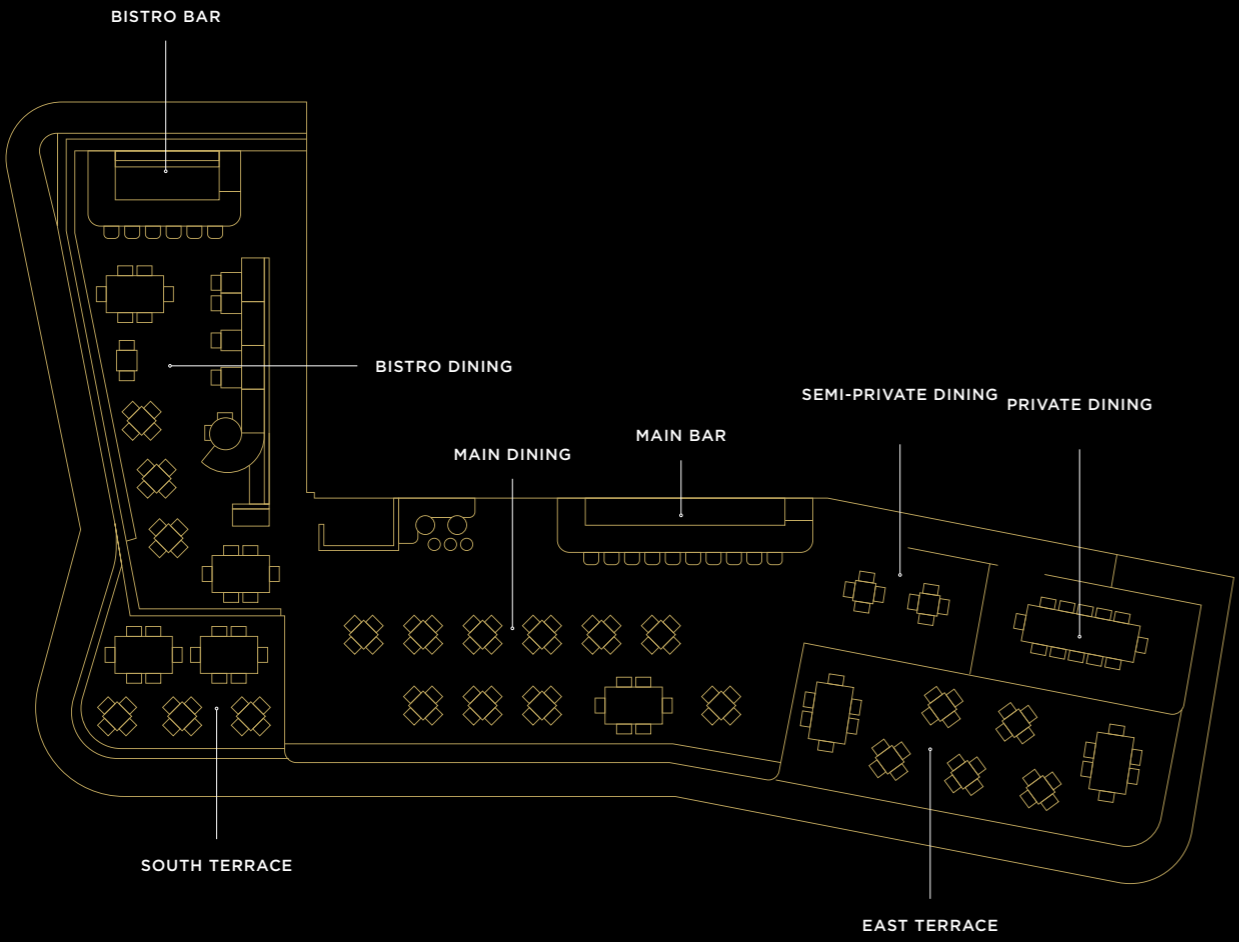 BISTRO BAR
BISTRO DINING
SEMI-PRIVATE DINING
PRIVATE DINING
MAIN BAR
MAIN DINING
SOUTH TERRACE
EAST TERRACE